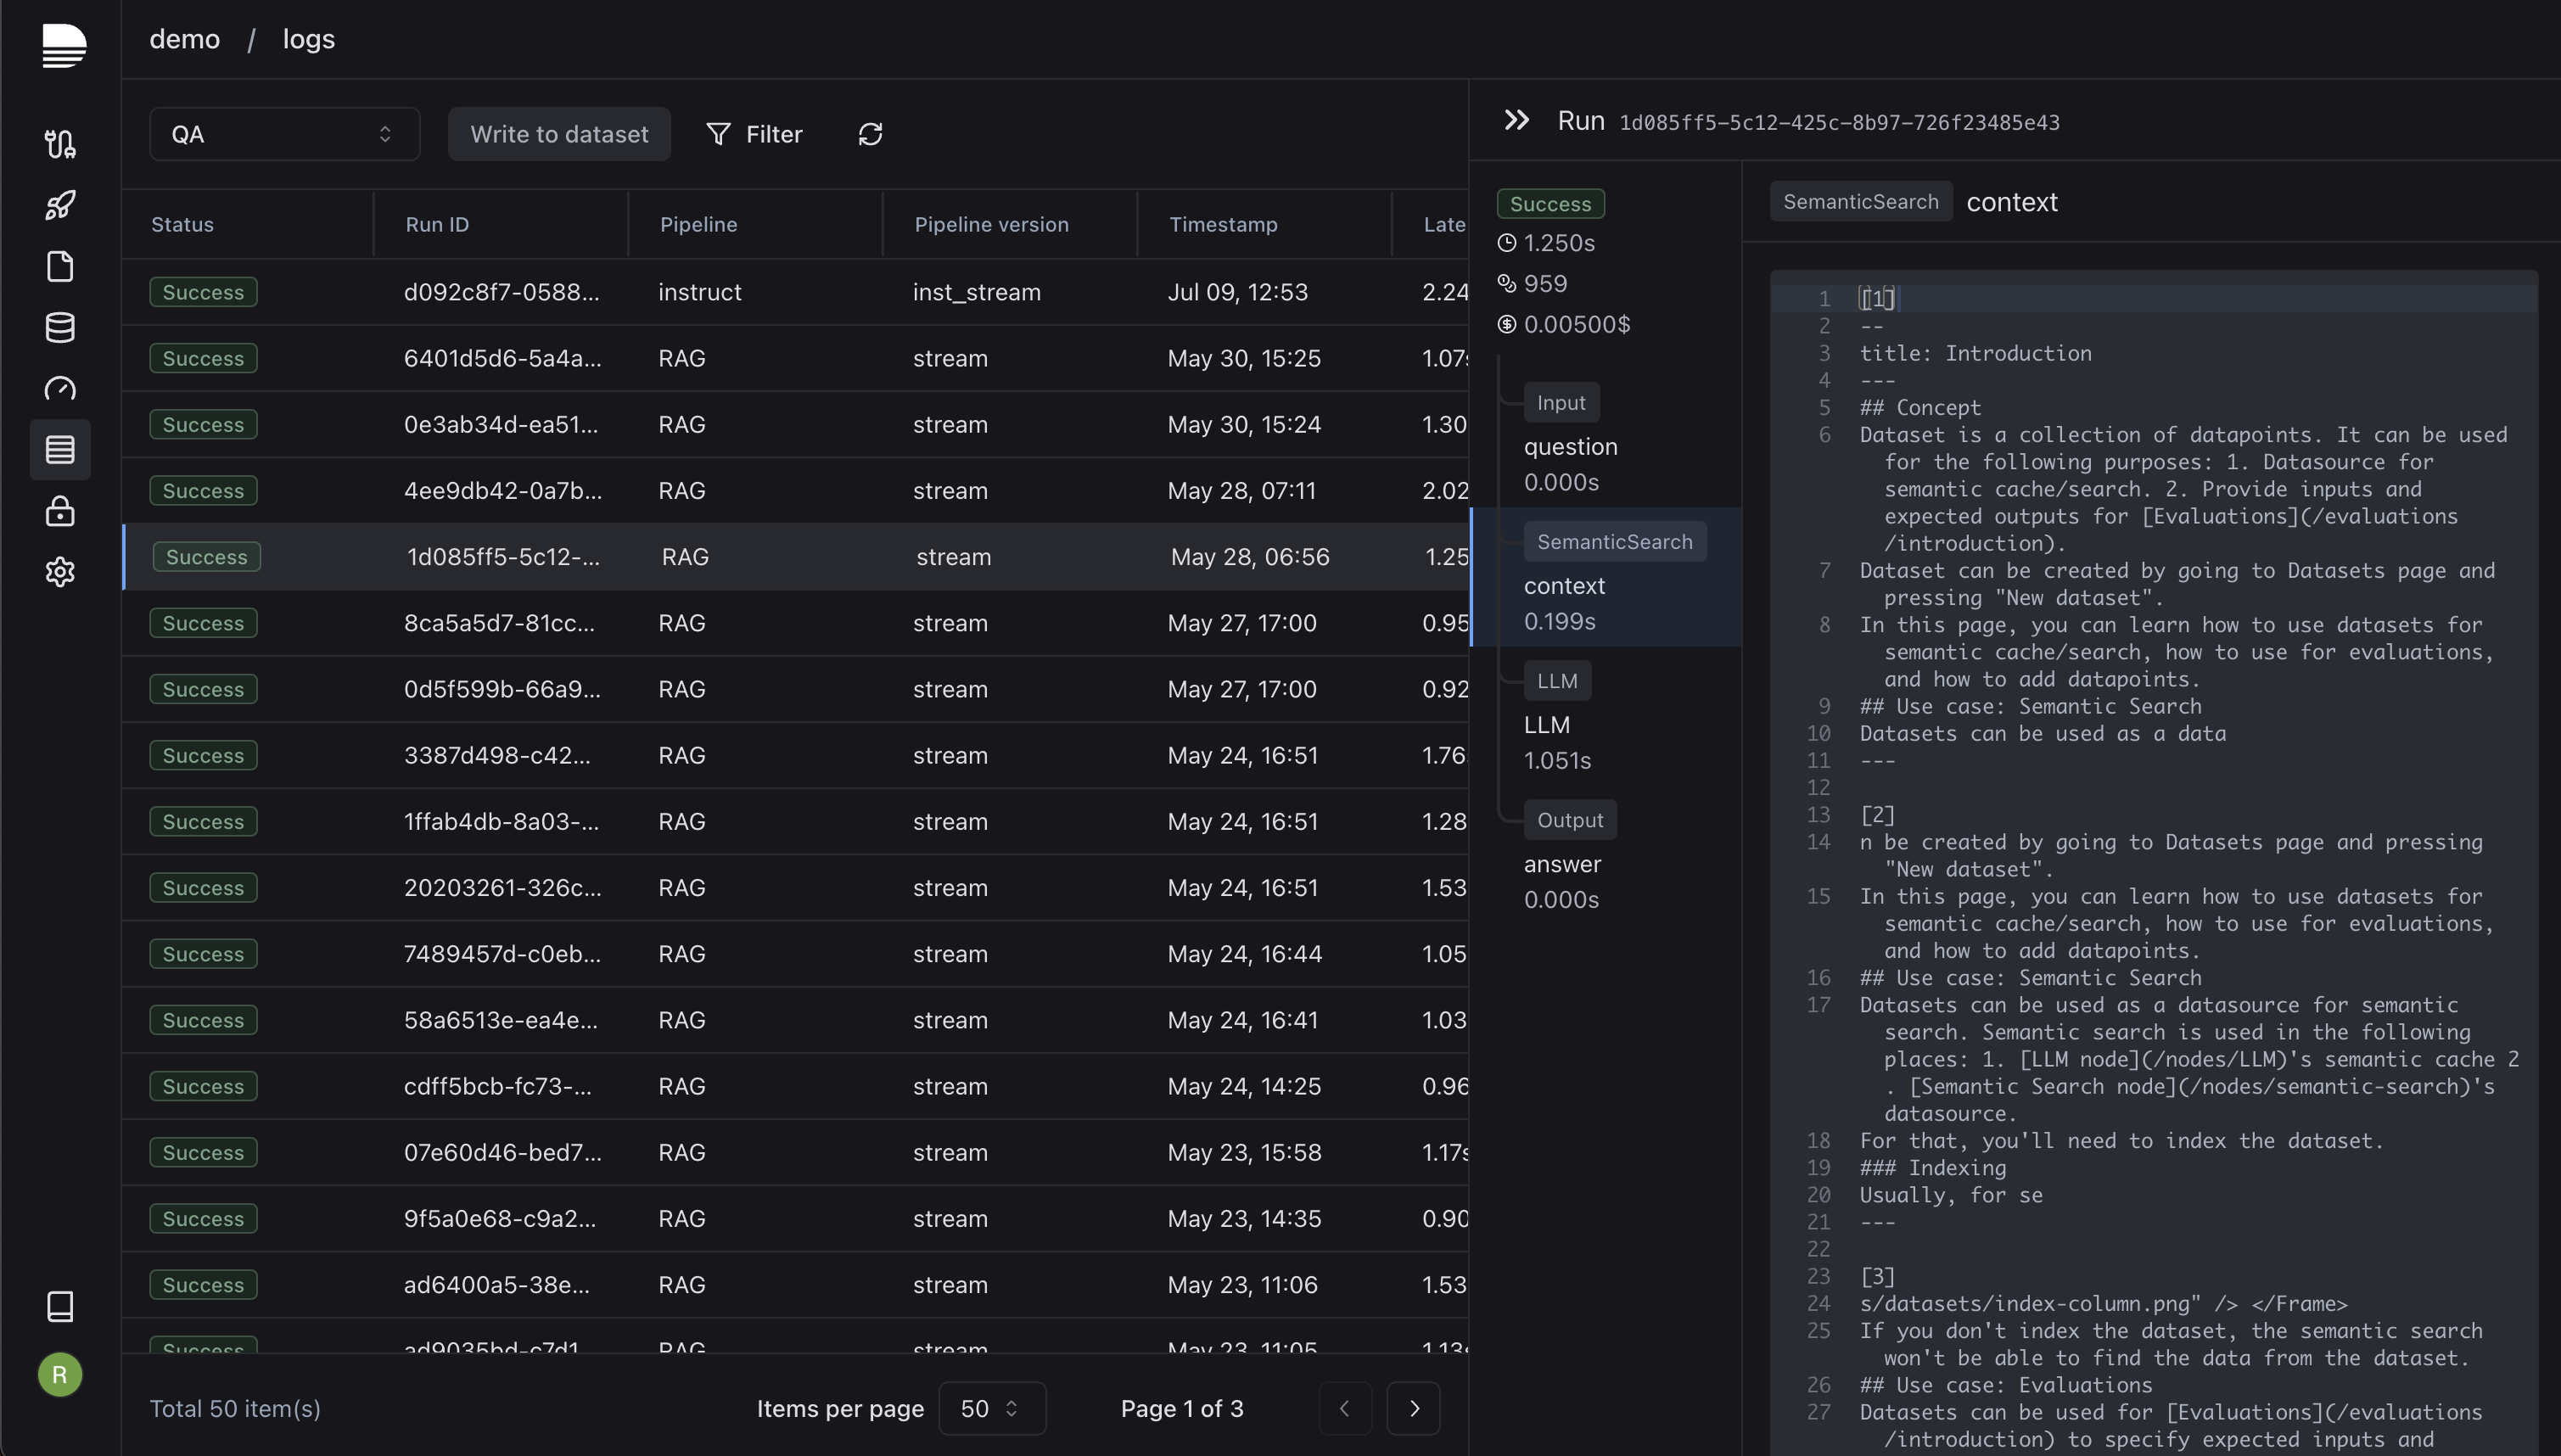 demo / logs
QA
Write to dataset
Filter
Status Run ID Pipeline Pipeline version Timestamp Late
Success d092c8f7-0588... instruct inst_stream Jul 09, 12:53 2.24
Success 6401d5d6-5a4a... RAG stream May 30, 15:25 1.07s
Success 0e3ab34d-ea51... RAG stream May 30, 15:24 1.30
Success 4ee9db42-0a7b... RAG stream May 28, 07:11 2.02
Success 1d085ff5-5c12-... RAG stream May 28, 06:56 1.25
Success 8ca5a5d7-81cc... RAG stream May 27, 17:00 0.95
Success 0d5f599b-66a9... RAG stream May 27, 17:00 0.92
Success 3387d498-c42... RAG stream May 24, 16:51 1.76
Success 1ffab4db-8a03-... RAG stream May 24, 16:51 1.28
Success 20203261-326c... RAG stream May 24, 16:51 1.53
Success 7489457d-c0eb... RAG stream May 24, 16:44 1.05
Success 58a6513e-ea4e... RAG stream May 24, 16:41 1.03
Success cdff5bcb-fc73-... RAG stream May 24, 14:25 0.96
Success 07e60d46-bed7... RAG stream May 23, 15:58 1.17s
Success 9f5a0e68-c9a2... RAG stream May 23, 14:35 0.90
Success ad6400a5-38e... RAG stream May 23, 11:06 1.53
Success ad9035bd-c7d1 RAG stream May 23, 11:05 1.13s
Total 50 item(s)
Items per page 50
Page 1 of 3
R
Run 1d085ff5-5c12-425c-8b97-726f23485e43
Success
1.250s
959
0.00500$
Input
question
0.000s
SemanticSearch
context
0.199s
LLM
LLM
1.051s
Output
answer
0.000s
SemanticSearch context
1 [1]
2 --
3 title: Introduction
4 ---
5 ## Concept
6 Dataset is a collection of datapoints. It can be used
for the following purposes: 1. Datasource for
semantic cache/search. 2. Provide inputs and
expected outputs for [Evaluations](/evaluations
/introduction).
7 Dataset can be created by going to Datasets page and
pressing "New dataset".
8 In this page, you can learn how to use datasets for
semantic cache/search, how to use for evaluations,
and how to add datapoints.
9 ## Use case: Semantic Search
10 Datasets can be used as a data
11 ---
12
13 [2]
14 n be created by going to Datasets page and pressing
"New dataset".
15 In this page, you can learn how to use datasets for
semantic cache/search, how to use for evaluations,
and how to add datapoints.
16 ## Use case: Semantic Search
17 Datasets can be used as a datasource for semantic
search. Semantic search is used in the following
places: 1. [LLM node](/nodes/LLM)'s semantic cache 2
. [Semantic Search node](/nodes/semantic-search)'s
datasource.
18 For that, you'll need to index the dataset.
19 ### Indexing
20 Usually, for se
21 ---
22
23 [3]
24 s/datasets/index-column.png" /> </Frame>
25 If you don't index the dataset, the semantic search
won't be able to find the data from the dataset.
26 ## Use case: Evaluations
27 Datasets can be used for [Evaluations](/evaluations
/introduction) to specify expected inputs and